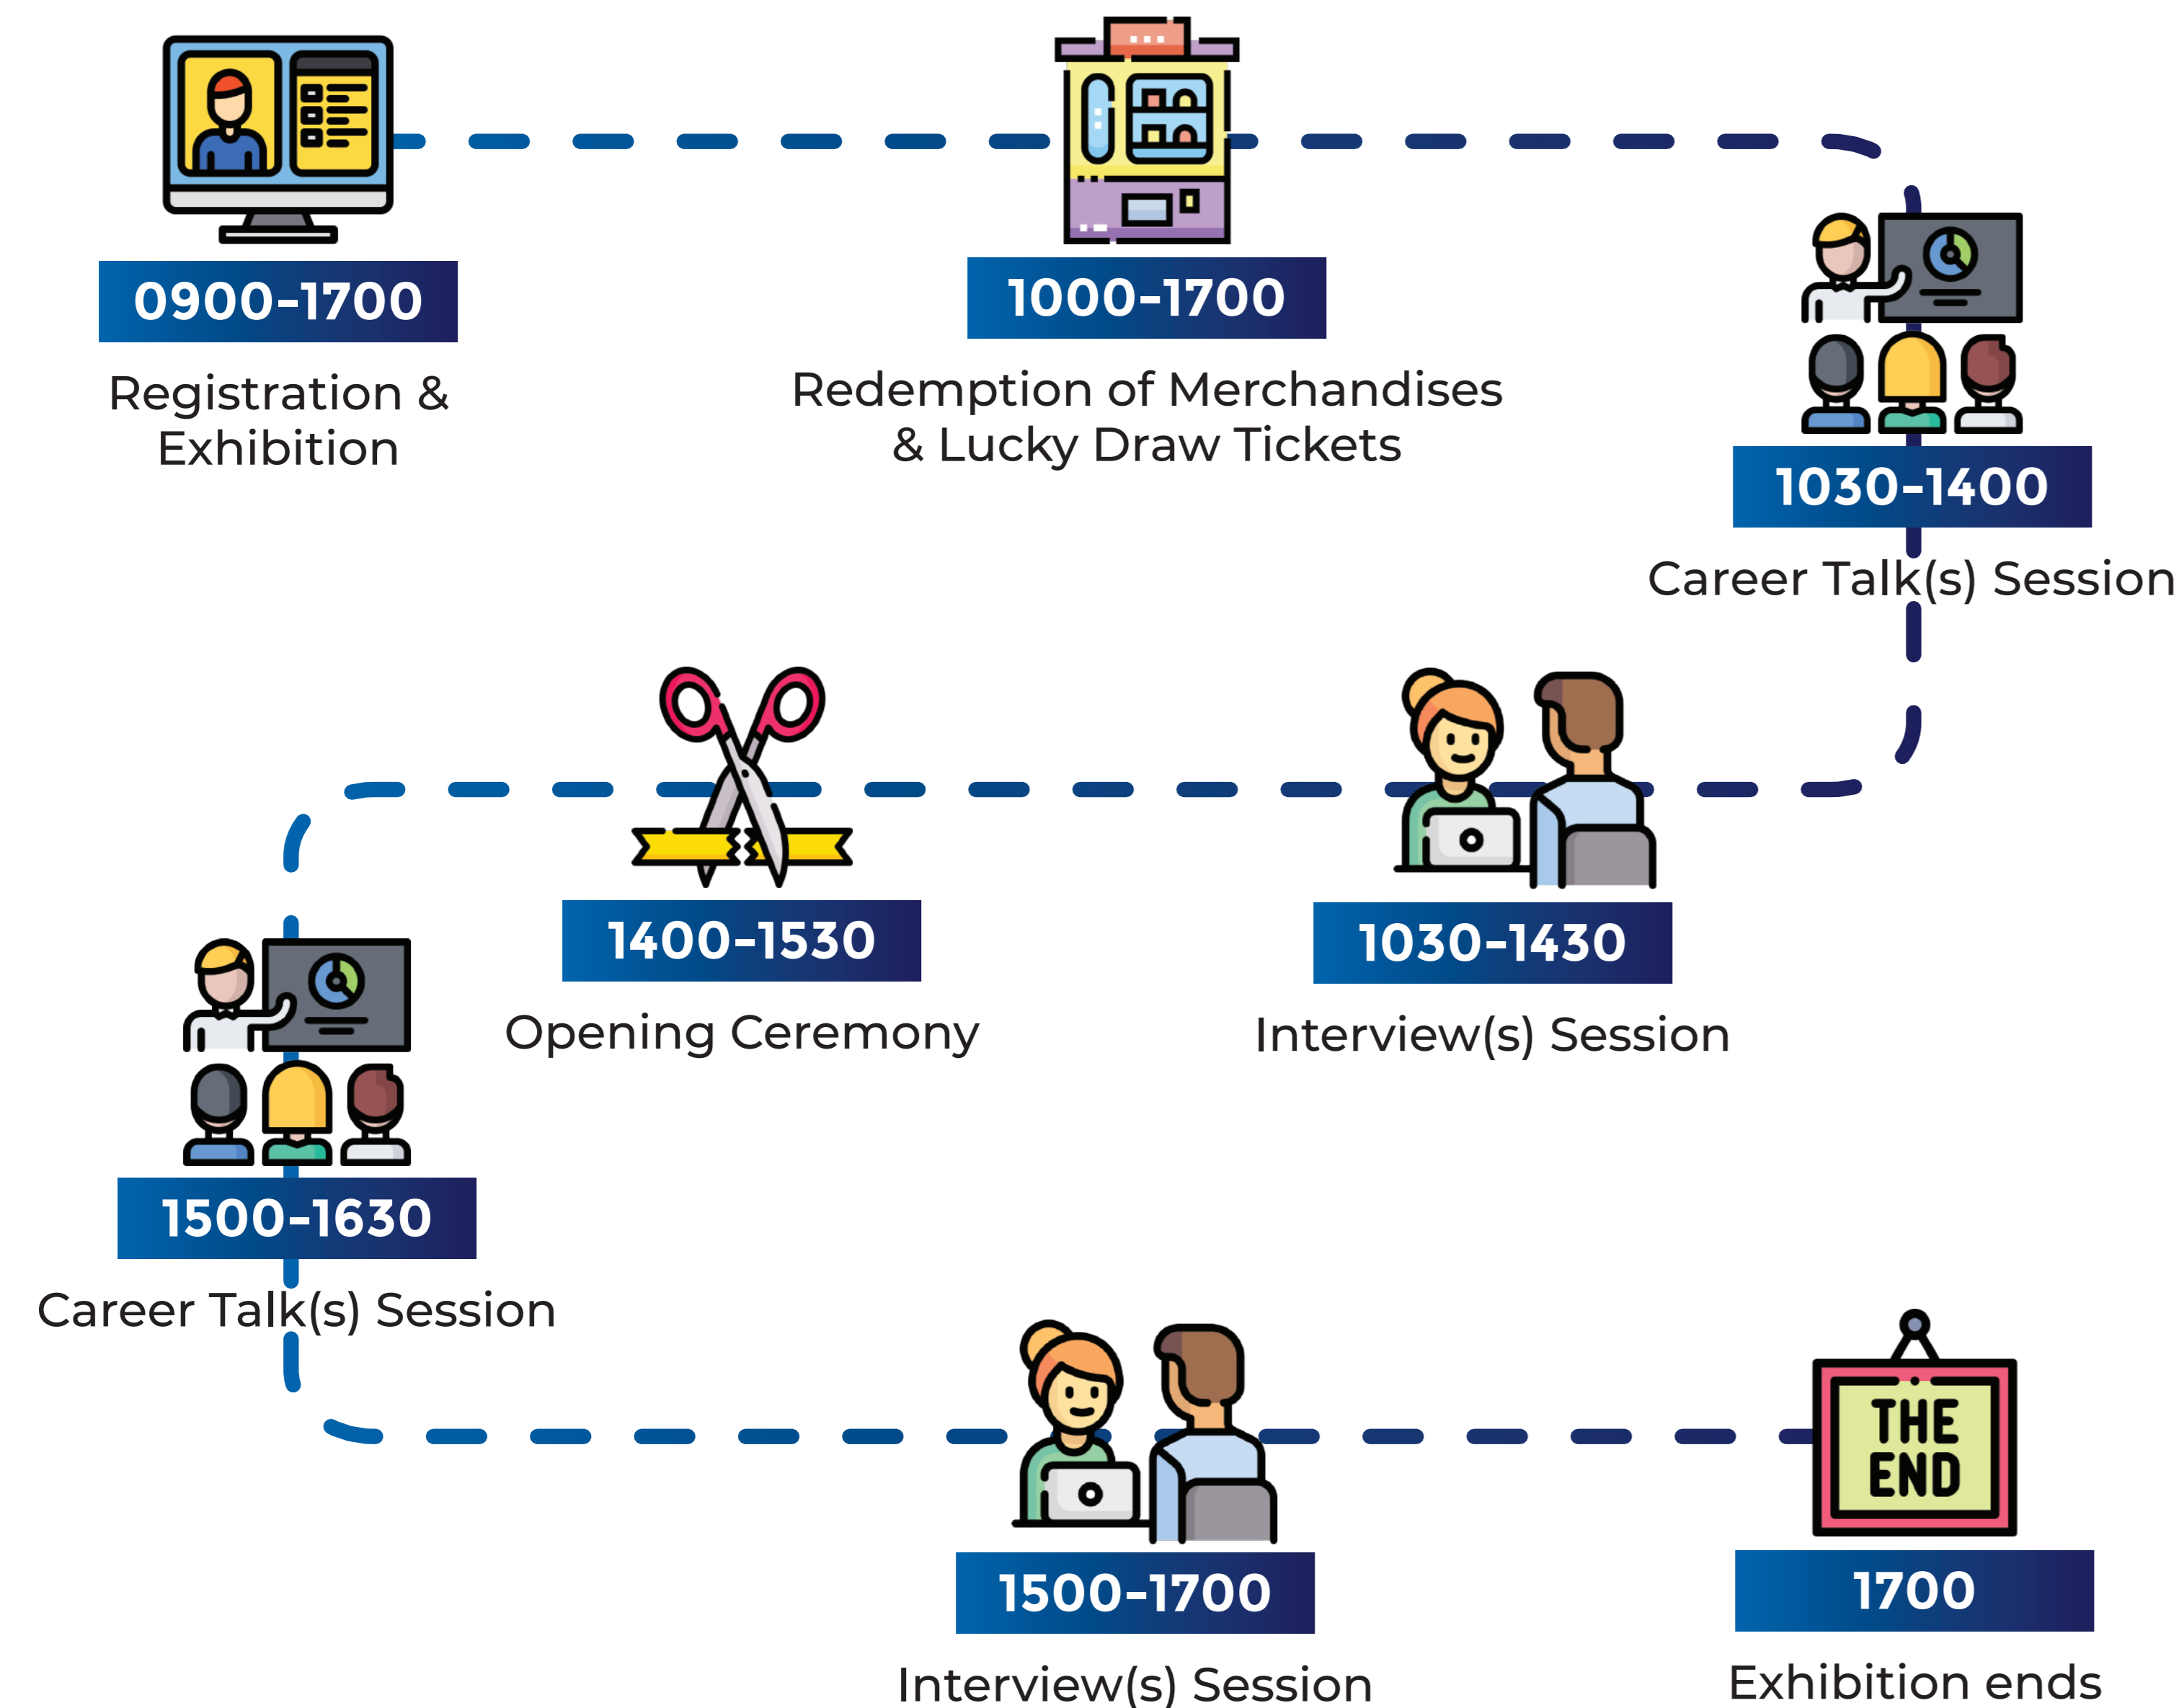 0900-1700
Registration &
Exhibition
1000-1700
Redemption of Merchandises
& Lucky Draw Tickets
1030-1400
Career Talk(s) Session
1030-1430
Interview(s) Session
1400-1530
Opening Ceremony
1500-1630
Career Talk(s) Session
1500-1700
Interview(s) Session
THE
END
1700
Exhibition ends